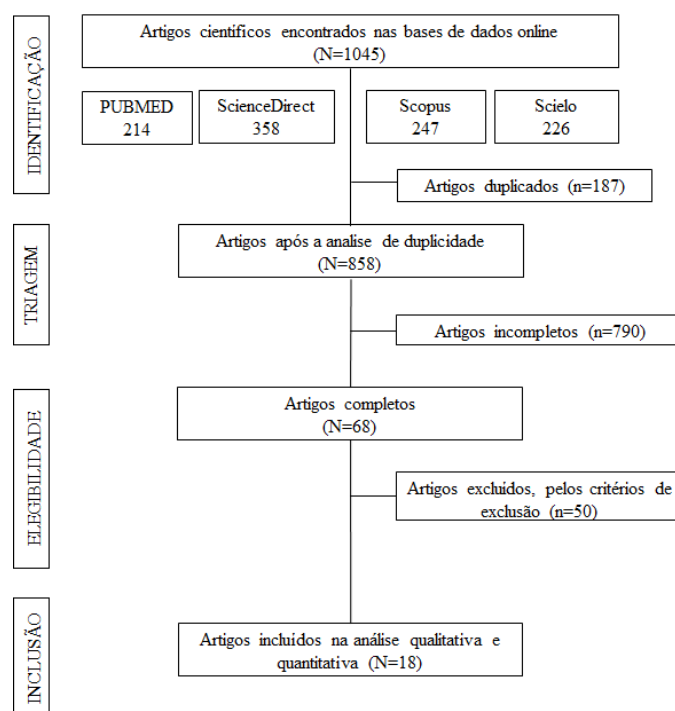 IDENTIFICAÇÃO
Artigos científicos encontrados nas bases de dados online
(N=1045)
PUBMED
214
ScienceDirect
358
Scopus
247
Scielo
226
Artigos duplicados (n=187)
TRIAGEM
Artigos após a analise de duplicidade
(N=858)
Artigos incompletos (n=790)
ELEGIBILIDADE
Artigos completos
(N=68)
Artigos excluidos, pelos critérios de
exclusão (n=50)
INCLUSÃO
Artigos incluidos na análise qualitativa e
quantitativa (N=18)